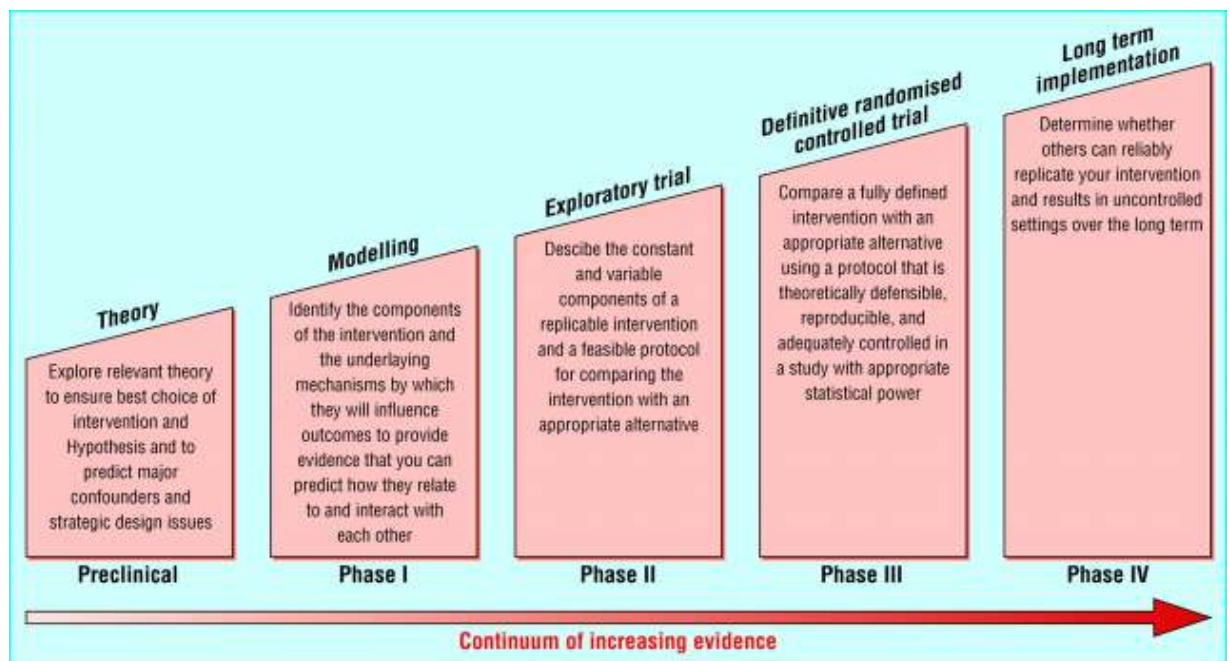 Theory
Explore relevant theory
to ensure best choice of
intervention and
Hypothesis and to
predict major
confounders and
strategic design issues
Preclinical
Modelling
Identify the components
of the intervention and
the underlaying
mechanisms by which
they will influence
outcomes to provide
evidence that you can
predict how they relate
to and interact with
each other
Phase I
Exploratory trial
Descibe the constant
and variable
components of a
replicable intervention
and a feasible protocol
for comparing the
intervention with an
appropriate alternative
Phase II
Definitive randomised
controlled trial
Compare a fully defined
intervention with an
appropriate alternative
using a protocol that is
theoretically defensible,
reproducible, and
adequately controlled in
a study with appropriate
statistical power
Phase III
Long term
implementation
Determine whether
others can reliably
replicate your intervention
and results in uncontrolled
settings over the long term
Phase IV
Continuum of increasing evidence